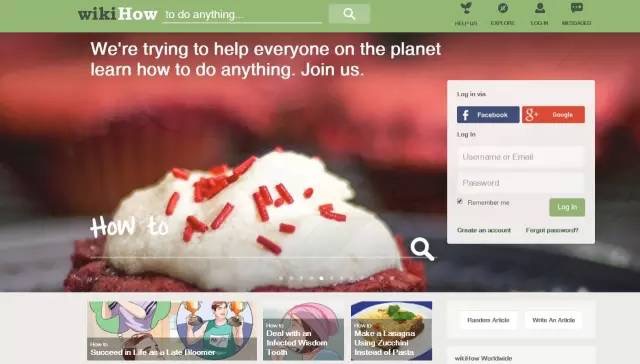 wikiHow to do anything...
HELP US EXPLORE LOG IN MESSAGES
We're trying to help everyone on the planet
learn how to do anything. Join us.
Log in via
Facebook
Google
Log In
Username or Email
Password
Remember me
Log In
Create an account Forgot password?
How to
How to
Succeed in Life as a Late Bloomer
How to
Deal with an
Infected Wisdom
Tooth
How to
Make a Lasagna
Using Zucchini
Instead of Pasta
Random Article Write An Article
wikiHow Worldwide